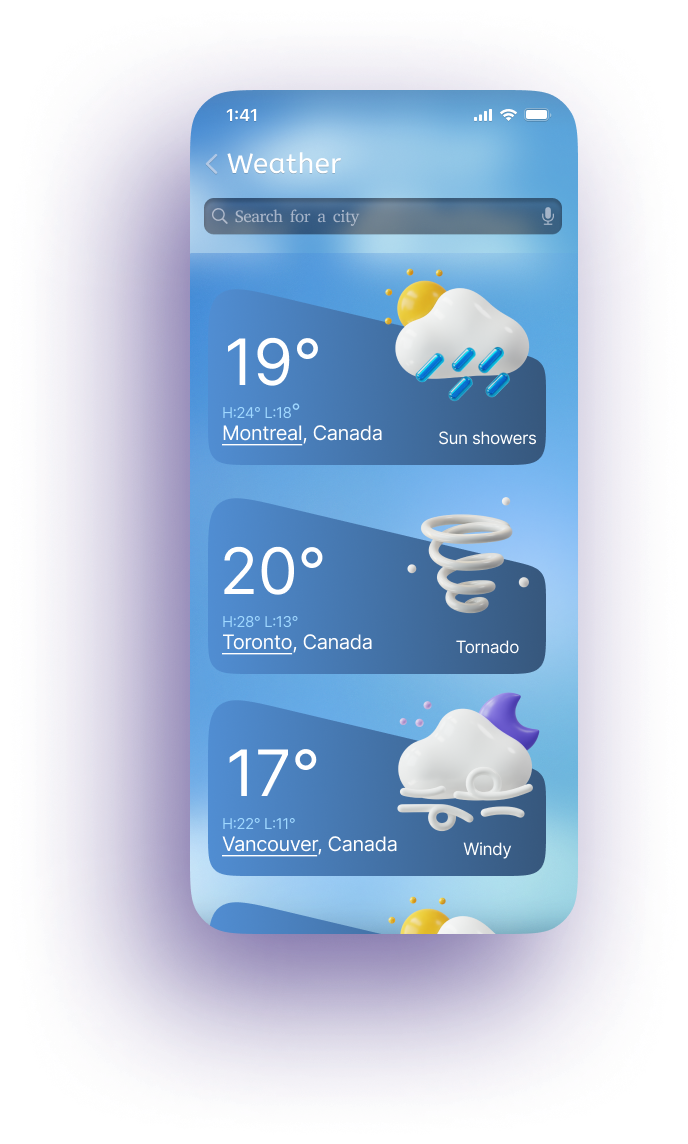 1:41
Weather
Search for a city
19°
H:24° L:18°
Montreal, Canada
Sun showers
20°
H:28° L:13°
Toronto, Canada
Tornado
17°
H:22° L:11°
Vancouver, Canada
Windy